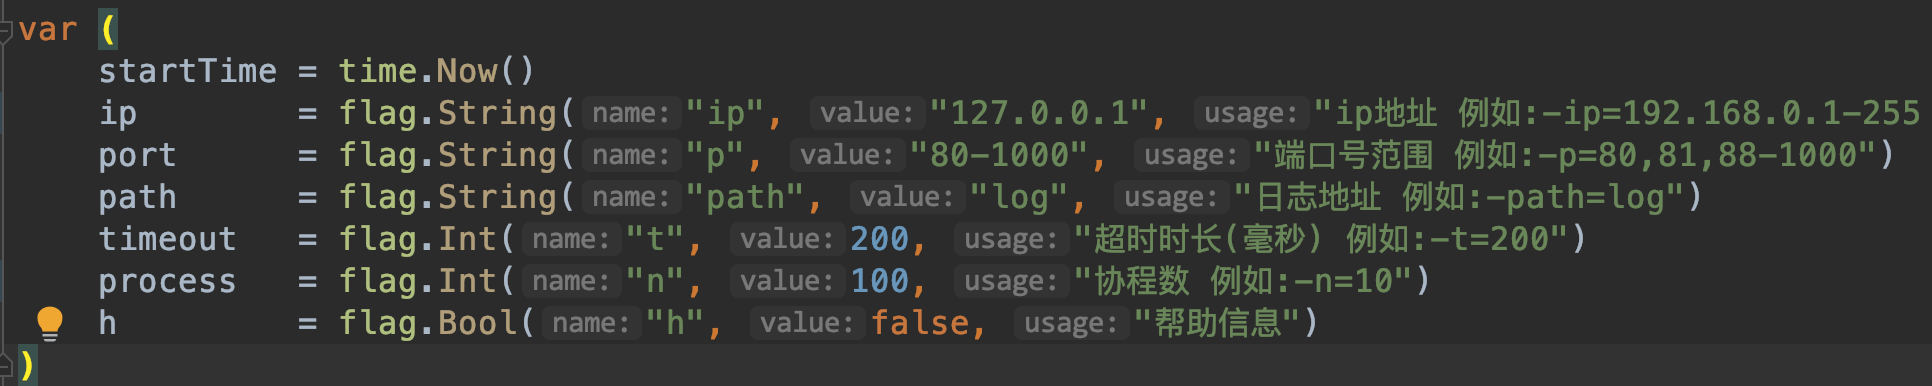 var (
startTime = time.Now()
ip = flag.String( name: "ip", value: "127.0.0.1", usage: "ip地址 例如:-ip=192.168.0.1-255
port = flag.String( name: "p", value: "80-1000", usage: "端口号范围 例如:-p=80,81,88-1000")
path = flag.String( name: "path", value: "log", usage: "日志地址 例如:-path=log")
timeout = flag.Int( name: "t", value: 200, usage: "超时时长(毫秒) 例如:-t=200")
process = flag.Int( name: "n", value: 100, usage: "协程数 例如:-n=10")
h = flag.Bool( name: "h", value: false, usage: "帮助信息")
)